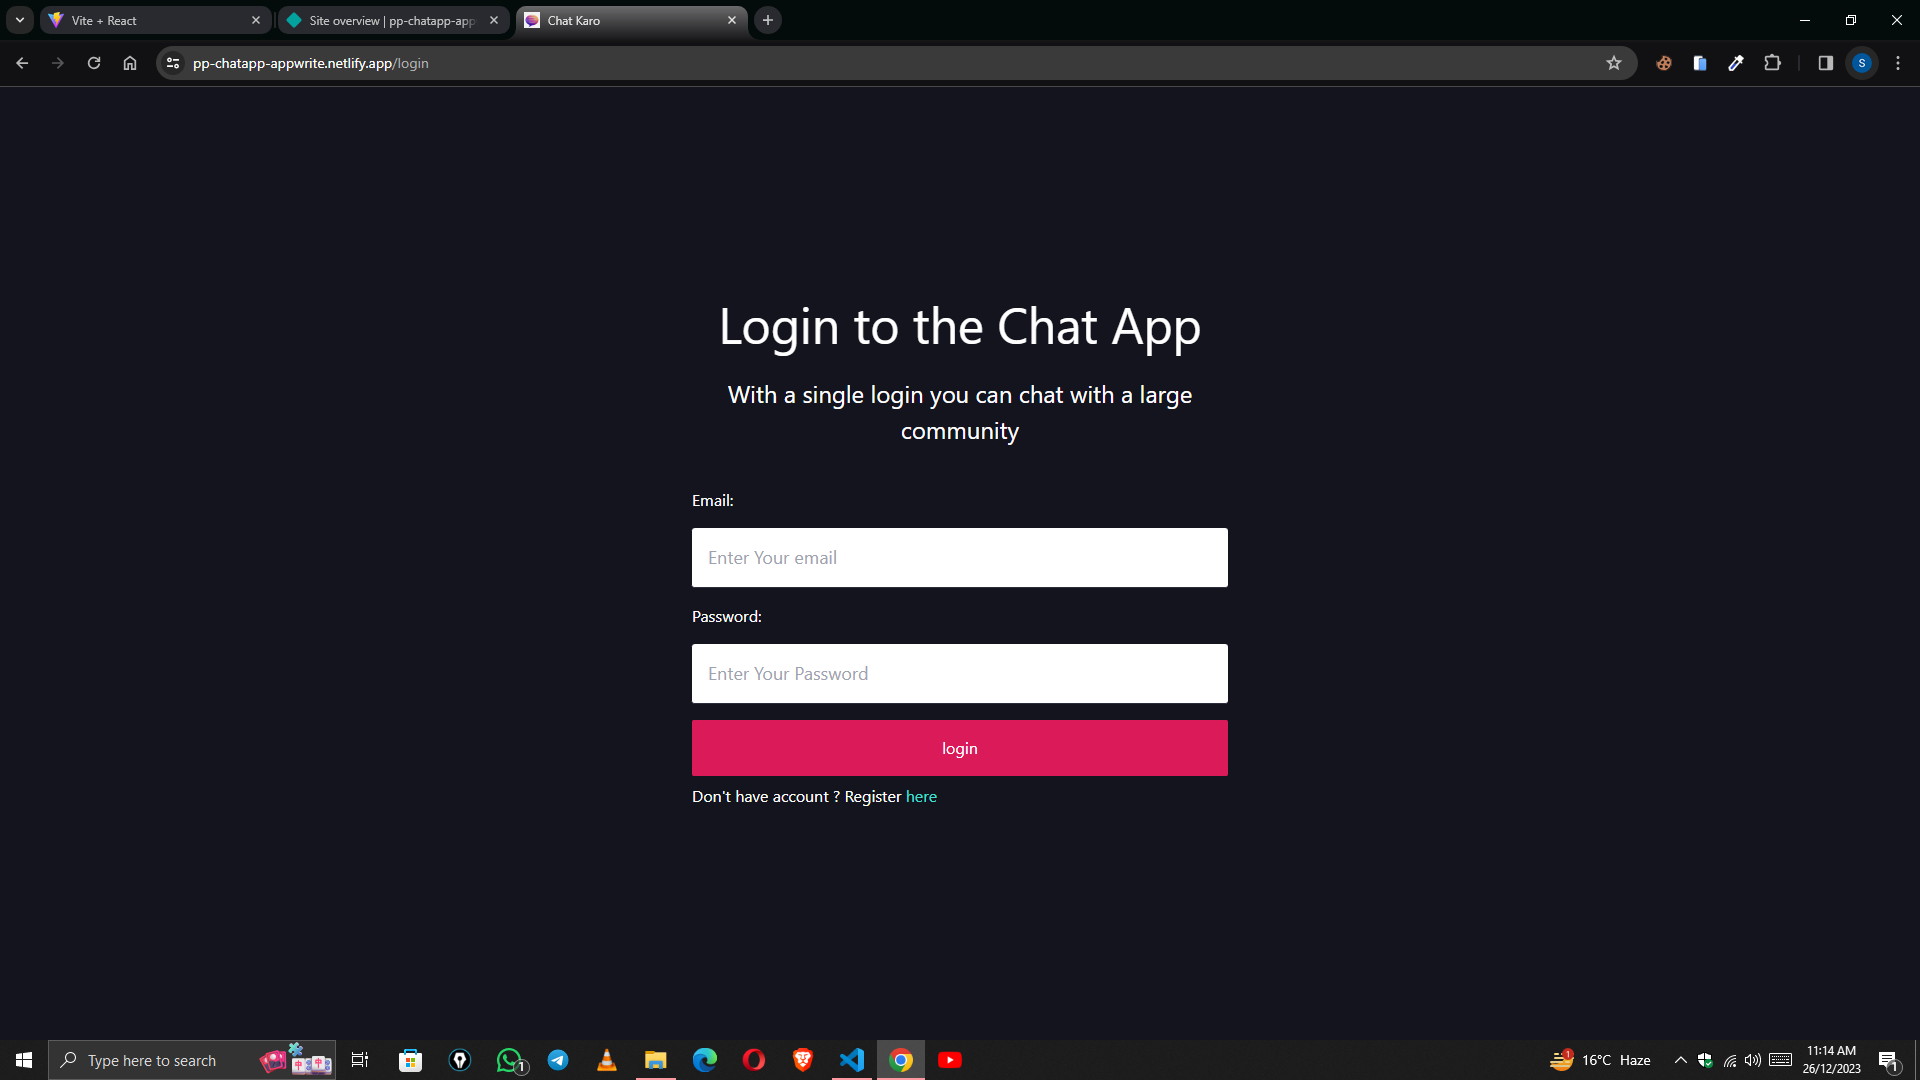 Vite + React
Site overview | pp-chatapp-app
Chat Karo
pp-chatapp-appwrite.netlify.app/login
S
Login to the Chat App
With a single login you can chat with a large
community
Email:
Enter Your email
Password:
Enter Your Password
login
Don't have account ? Register here
Type here to search
1
1
16°C Haze
11:14 AM
26/12/2023
1